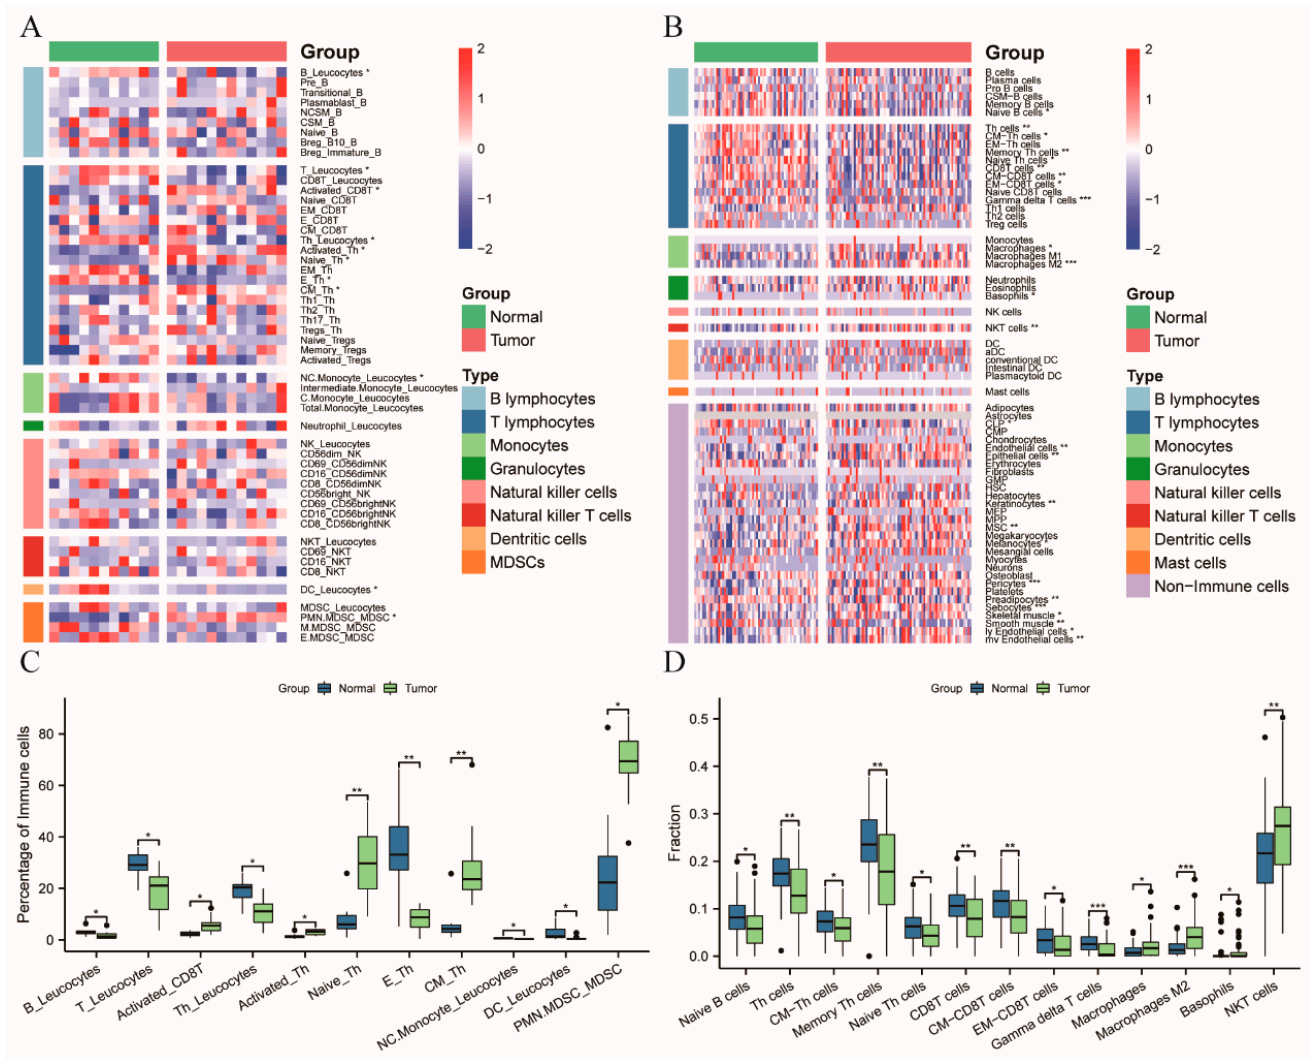 A
Group
B_Leucocytes *
Pre_B
Transitional_B
Plasmablast_B
NCSM_B
CSM_B
Naive_B
Breg_B10_B
Breg_Immature_B
T_Leucocytes *
CD8T_Leucocytes
Activated_CD8T *
Naive_CD8T
EM_CD8T
E_CD8T
CM_CD8T
Th_Leucocytes *
Activated_Th *
Naive_Th *
EM_Th
E_Th *
CM_Th *
Th1_Th
Th2_Th
Th17_Th
Tregs_Th
Naive_Tregs
Memory_Tregs
Activated_Tregs
NC.Monocyte_Leucocytes *
Intermediate.Monocyte_Leucocytes
C.Monocyte_Leucocytes
Total.Monocyte_Leucocytes
Neutrophil_Leucocytes
NK_Leucocytes
CD56dim_NK
CD69_CD56dimNK
CD16_CD56dimNK
CD8_CD56dimNK
CD56bright_NK
CD69_CD56brightNK
CD16_CD56brightNK
CD8_CD56brightNK
NKT_Leucocytes
CD69_NKT
CD16_NKT
CD8_NKT
DC_Leucocytes *
MDSC_Leucocytes
PMN.MDSC_MDSC *
M.MDSC_MDSC
E.MDSC_MDSC
2
1
0
−1
−2
Group
Normal
Tumor
Type
B lymphocytes
T lymphocytes
Monocytes
Granulocytes
Natural killer cells
Natural killer T cells
Dentritic cells
MDSCs
B
Group
B cells
Plasma cells
Pro B cells
CSM−B cells
Memory B cells
Naive B cells *
Th cells **
CM−Th cells *
EM−Th cells
Memory Th cells **
Naive Th cells *
CD8T cells **
CM−CD8T cells **
EM−CD8T cells *
Naive CD8T cells
Gamma delta T cells ***
Th1 cells
Th2 cells
Treg cells
Monocytes
Macrophages *
Macrophages M1
Macrophages M2 ***
Neutrophils
Eosinophils
Basophils *
NK cells
NKT cells **
DC
aDC
conventional DC
Intestinal DC
Plasmacytoid DC
Mast cells
Adipocytes
Astrocytes
CLP *
CMP
Chondrocytes
Endothelial cells **
Epithelial cells **
Erythrocytes
Fibroblasts
GMP
HSC
Hepatocytes
Keratinocytes **
MEP
MPP
MSC **
Megakaryocytes
Melanocytes *
Mesangial cells
Myocytes
Neurons
Osteoblast
Pericytes ***
Platelets
Preadipocytes **
Sebocytes ***
Skeletal muscle *
Smooth muscle **
ly Endothelial cells *
mv Endothelial cells **
2
1
0
−1
−2
Group
Normal
Tumor
Type
B lymphocytes
T lymphocytes
Monocytes
Granulocytes
Natural killer cells
Natural killer T cells
Dentritic cells
Mast cells
Non−Immune cells
C
Group Normal Tumor
Percentage of Immune cells
80
60
40
20
0
* * * * * ** ** ** * * *
B_Leucocytes
T_Leucocytes
Activated_CD8T
Th_Leucocytes
Activated_Th
Naive_Th
E_Th
CM_Th
NC.Monocyte_Leucocytes
DC_Leucocytes
PMN.MDSC_MDSC
D
Group Normal Tumor
Fraction
0.5
0.4
0.3
0.2
0.1
0.0
* ** * ** * ** ** * *** * *** * **
Naive B cells
Th cells
CM−Th cells
Memory Th cells
Naive Th cells
CD8T cells
CM−CD8T cells
EM−CD8T cells
Gamma delta T cells
Macrophages
Macrophages M2
Basophils
NKT cells